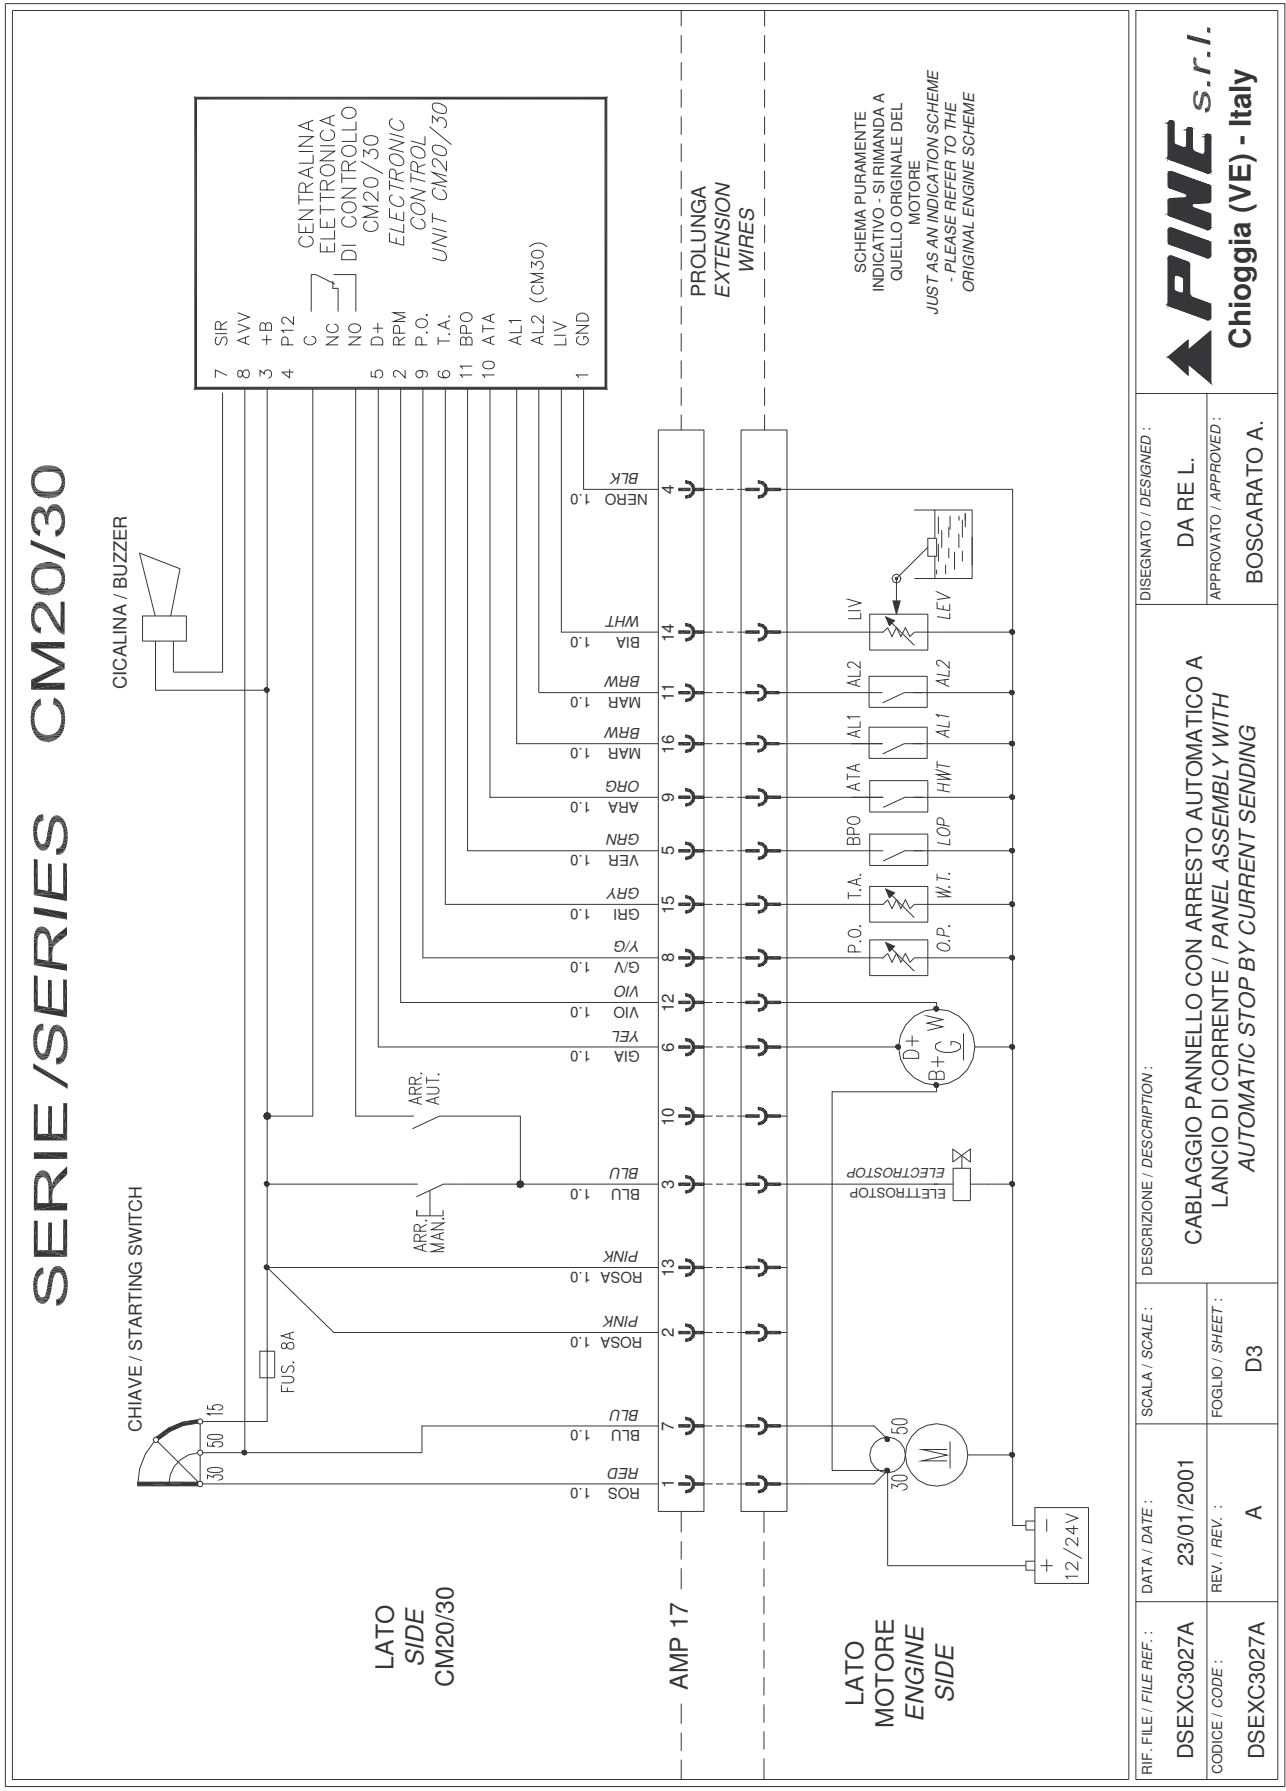 SERIE /SERIES CM20/30
CHIAVE / STARTING SWITCH
30
50
15
FUS. 8A
CICALINA / BUZZER
7 SIR
8 AVV
3 +B
4 P12
C
NC
NO
5 D+
2 RPM
9 P.O.
6 T.A.
11 BPO
10 ATA
AL1
AL2 (CM30)
LIV
1 GND
CENTRALINA
ELETTRONICA
DI CONTROLLO
CM20/30
ELECTRONIC
CONTROL
UNIT CM20/30
ARR.
MAN.
ARR.
AUT.
LATO
SIDE
CM20/30
ROS 1.0
RED
BLU 1.0
BLU
ROSA 1.0
PINK
ROSA 1.0
PINK
BLU 1.0
BLU
GIA 1.0
YEL
VIO 1.0
VIO
G/V 1.0
Y/G
GRI 1.0
GRY
VER 1.0
GRN
ARA 1.0
ORG
MAR 1.0
BRW
MAR 1.0
BRW
BIA 1.0
WHT
NERO 1.0
BLK
AMP 17
1
7
2
13
3
10
6
12
8
15
5
9
16
11
14
4
PROLUNGA
EXTENSION
WIRES
LATO
MOTORE
ENGINE
SIDE
30
50
M
+ -
12/24V
ELETTROSTOP
ELECTROSTOP
D+
B+
W
G
P.O.
O.P.
T.A.
W.T.
BPO
LOP
ATA
HWT
AL1
AL1
AL2
AL2
LIV
LEV
SCHEMA PURAMENTE
INDICATIVO - SI RIMANDA A
QUELLO ORIGINALE DEL
MOTORE
JUST AS AN INDICATION SCHEME
- PLEASE REFER TO THE
ORIGINAL ENGINE SCHEME
RIF. FILE / FILE REF. :
DSEXC3027A
CODICE / CODE :
DSEXC3027A
DATA / DATE :
23/01/2001
REV. / REV. :
A
SCALA / SCALE :
FOGLIO / SHEET :
D3
DESCRIZIONE / DESCRIPTION :
CABLAGGIO PANNELLO CON ARRESTO AUTOMATICO A
LANCIO DI CORRENTE / PANEL ASSEMBLY WITH
AUTOMATIC STOP BY CURRENT SENDING
DISEGNATO / DESIGNED :
DA RE L.
APPROVATO / APPROVED :
BOSCARATO A.
PINE s.r.l.
Chioggia (VE) - Italy